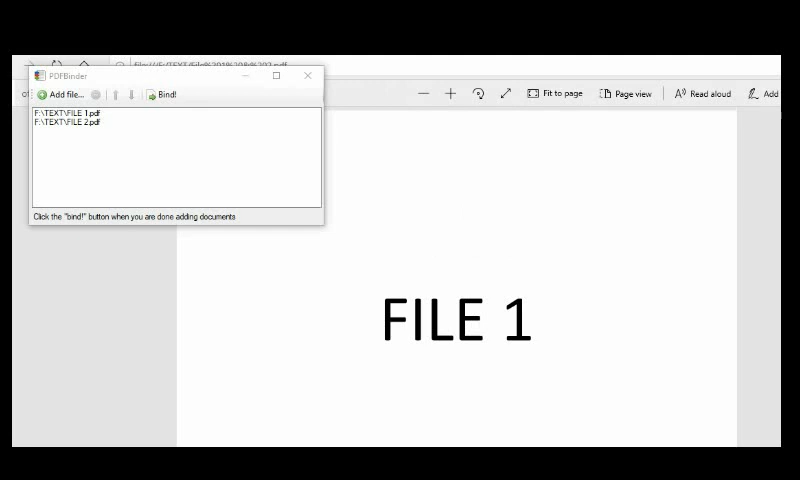 PDFBinder
Add file...
Bind!
F:\TEXT\FILE 1.pdf
F:\TEXT\FILE 2.pdf
Click the "bind!" button when you are done adding documents
Fit to page
Page view
Read aloud
Add
FILE 1